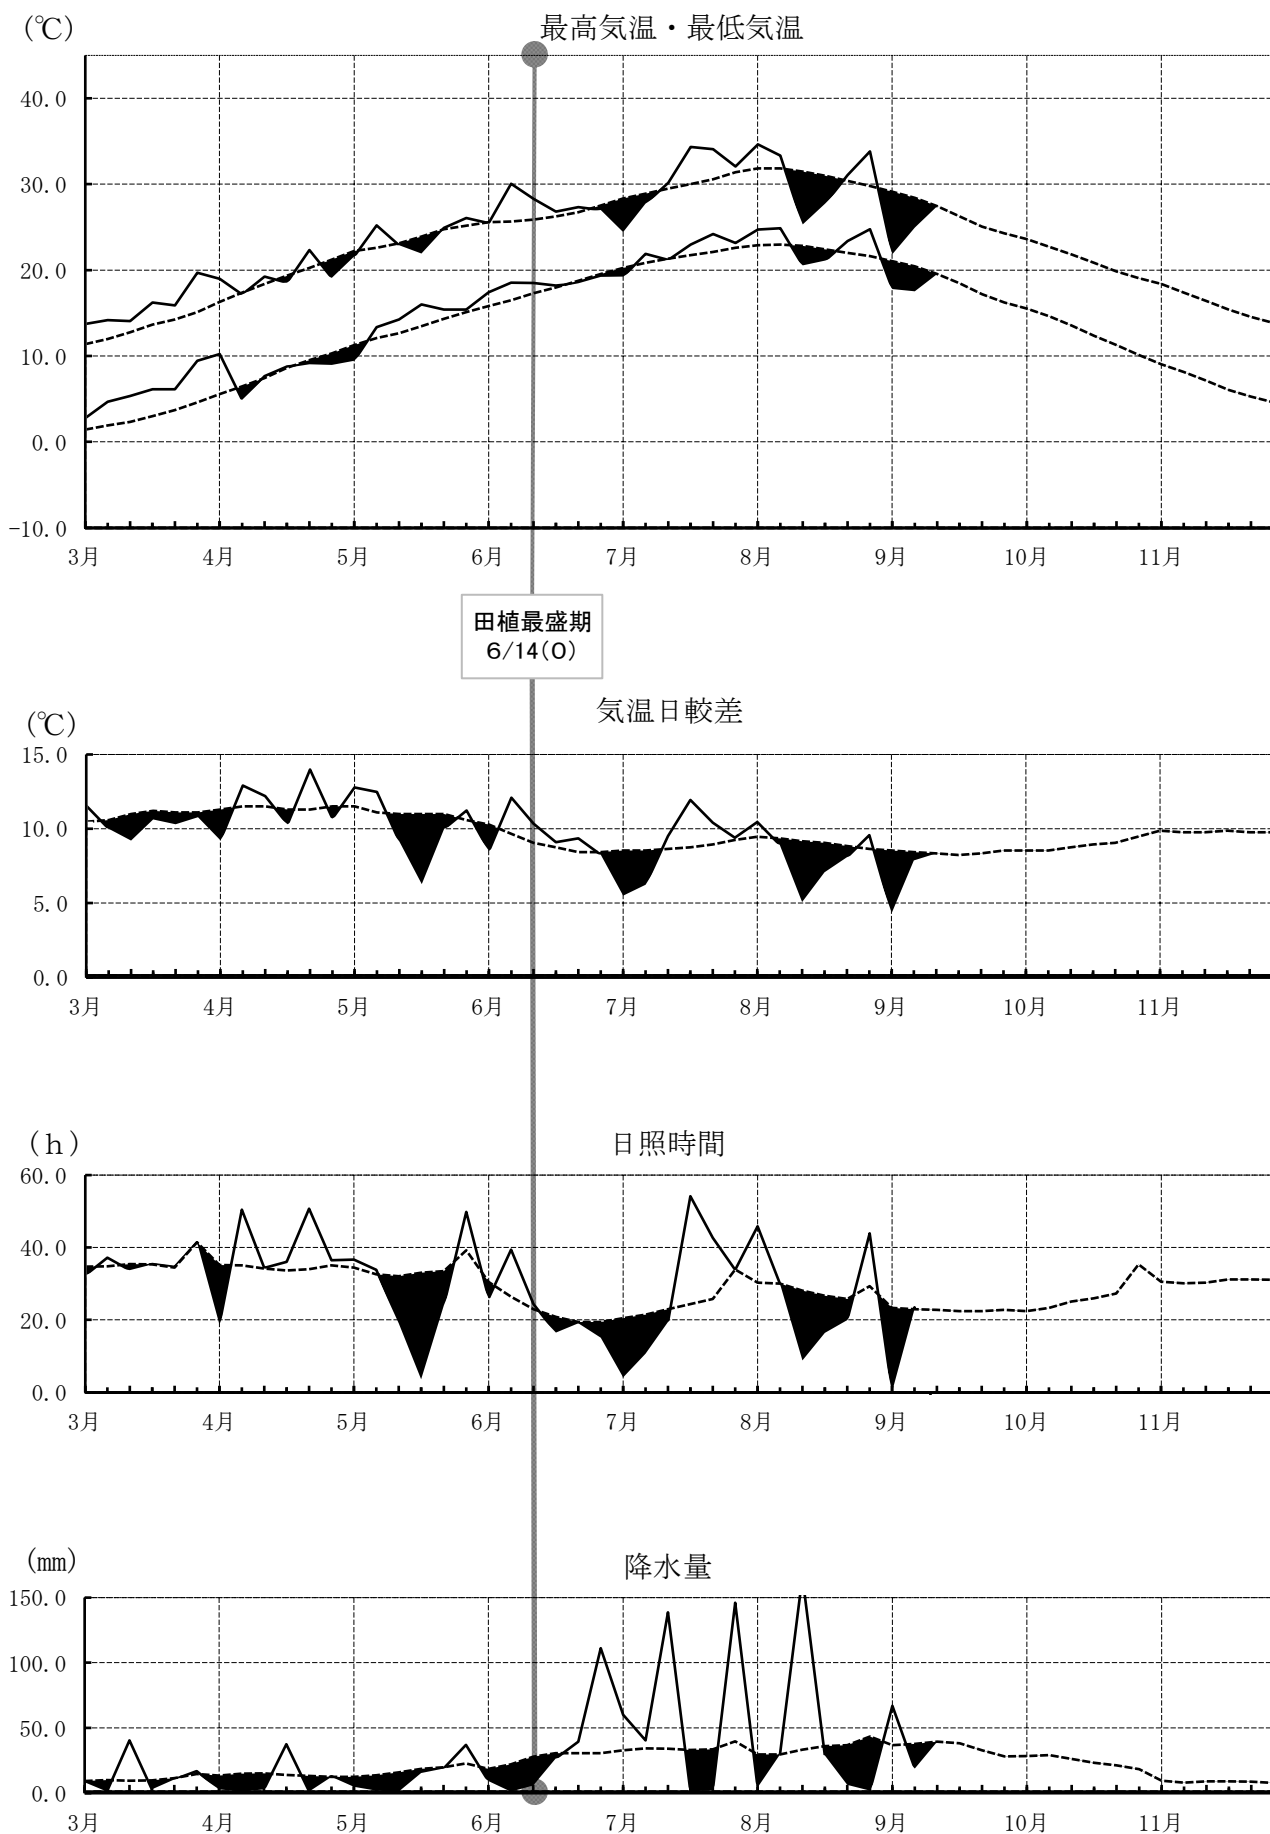 (℃)
最高気温・最低気温
40.0
30.0
20.0
10.0
0.0
-10.0
3月 4月 5月 6月 7月 8月 9月 10月 11月
田植最盛期
6/14(0)
(℃)
気温日較差
15.0
10.0
5.0
0.0
3月 4月 5月 6月 7月 8月 9月 10月 11月
(h)
日照時間
60.0
40.0
20.0
0.0
3月 4月 5月 6月 7月 8月 9月 10月 11月
(mm)
降水量
150.0
100.0
50.0
0.0
3月 4月 5月 6月 7月 8月 9月 10月 11月